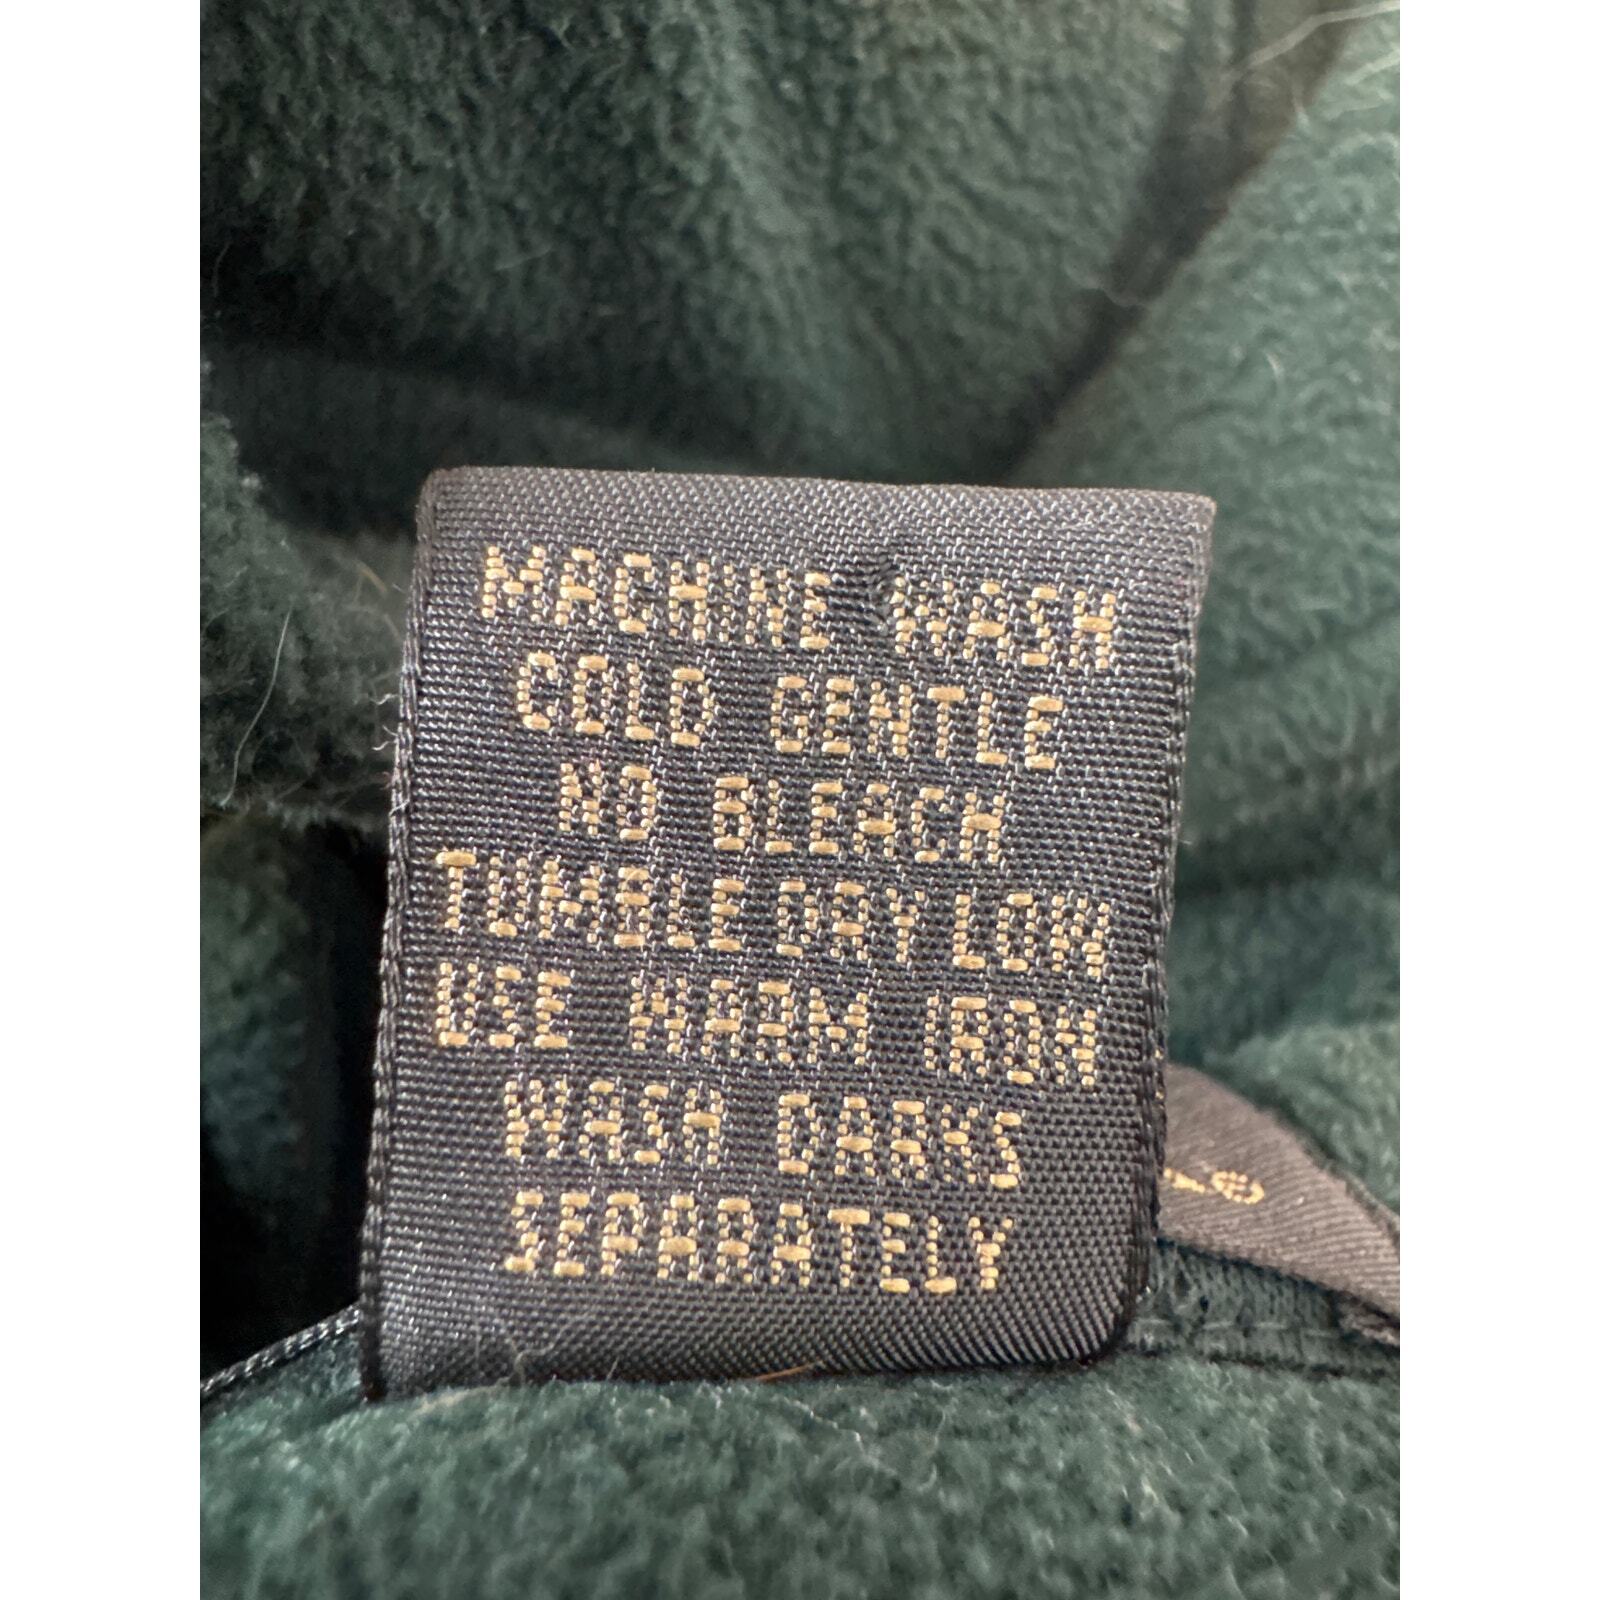 MACHINE WASH
COLD GENTLE
NO BLEACH
TUMBLE DRY LOW
USE WARM IRON
WASH DARKS
SEPARATELY